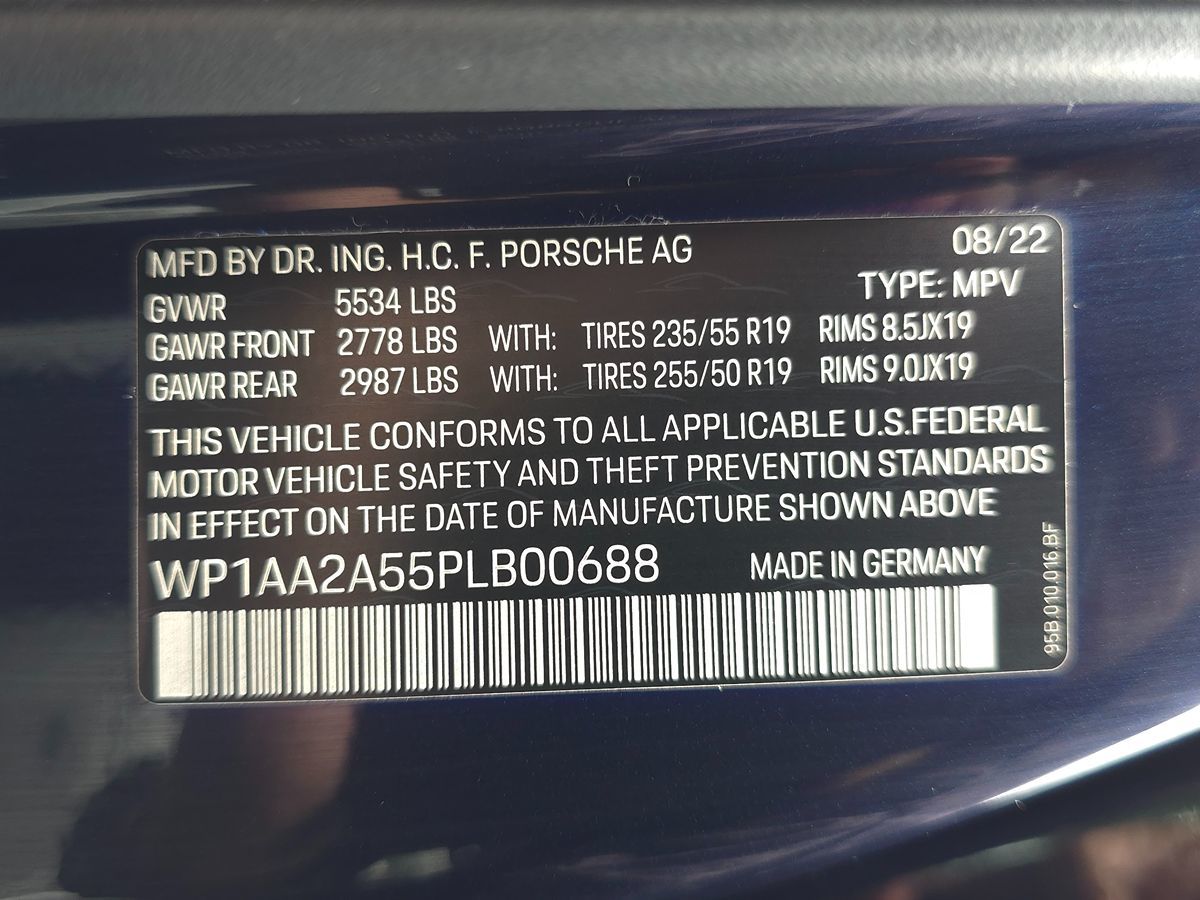 MFD BY DR. ING. H.C. F. PORSCHE AG 08/22
GVWR 5534 LBS TYPE: MPV
GAWR FRONT 2778 LBS WITH: TIRES 235/55 R19 RIMS 8.5JX19
GAWR REAR 2987 LBS WITH: TIRES 255/50 R19 RIMS 9.0JX19
THIS VEHICLE CONFORMS TO ALL APPLICABLE U.S.FEDERAL
MOTOR VEHICLE SAFETY AND THEFT PREVENTION STANDARDS
IN EFFECT ON THE DATE OF MANUFACTURE SHOWN ABOVE
WP1AA2A55PLB00688 MADE IN GERMANY
95B.010.016.BF